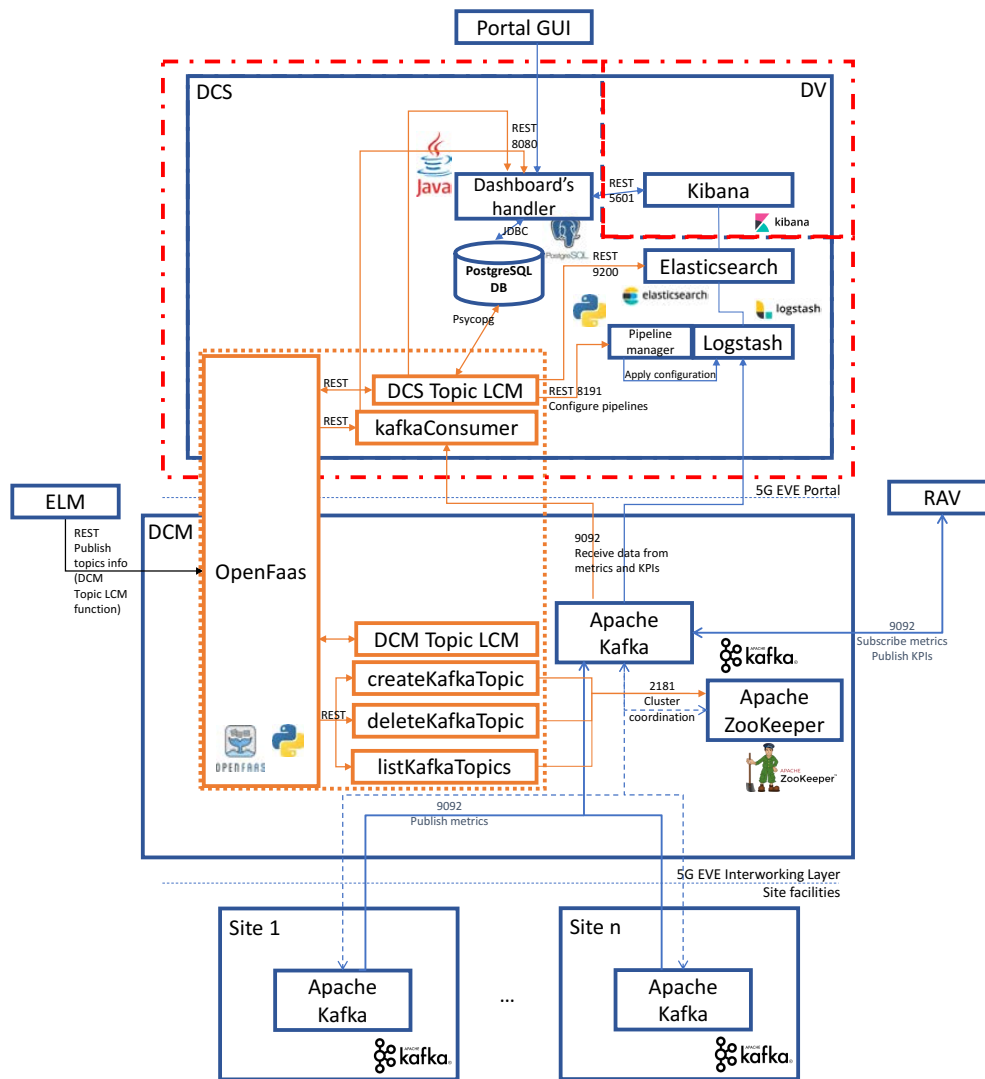 Portal GUI
DCS
DV
REST
8080
Java
Dashboard's
handler
REST
5601
Kibana
kibana
JDBC
PostgreSQL
PostgreSQL
DB
REST
9200
Elasticsearch
elasticsearch
logstash
Psycopg
Pipeline
manager
Logstash
Apply configuration
REST
DCS Topic LCM
REST 8191
Configure pipelines
REST
kafkaConsumer
5G EVE Portal
ELM
RAV
DCM
REST
Publish
topics info
(DCM
Topic LCM
function)
OpenFaas
9092
Receive data from
metrics and KPIs
Apache
Kafka
DCM Topic LCM
9092
Subscribe metrics
Publish KPIs
APACHE
kafka®
createKafkaTopic
2181
Cluster
coordination
Apache
ZooKeeper
REST
deleteKafkaTopic
OPENFAAS
listKafkaTopics
APACHE
ZooKeeper™
9092
Publish metrics
5G EVE Interworking Layer
Site facilities
Site 1
Apache
Kafka
APACHE
kafka®
...
Site n
Apache
Kafka
APACHE
kafka®